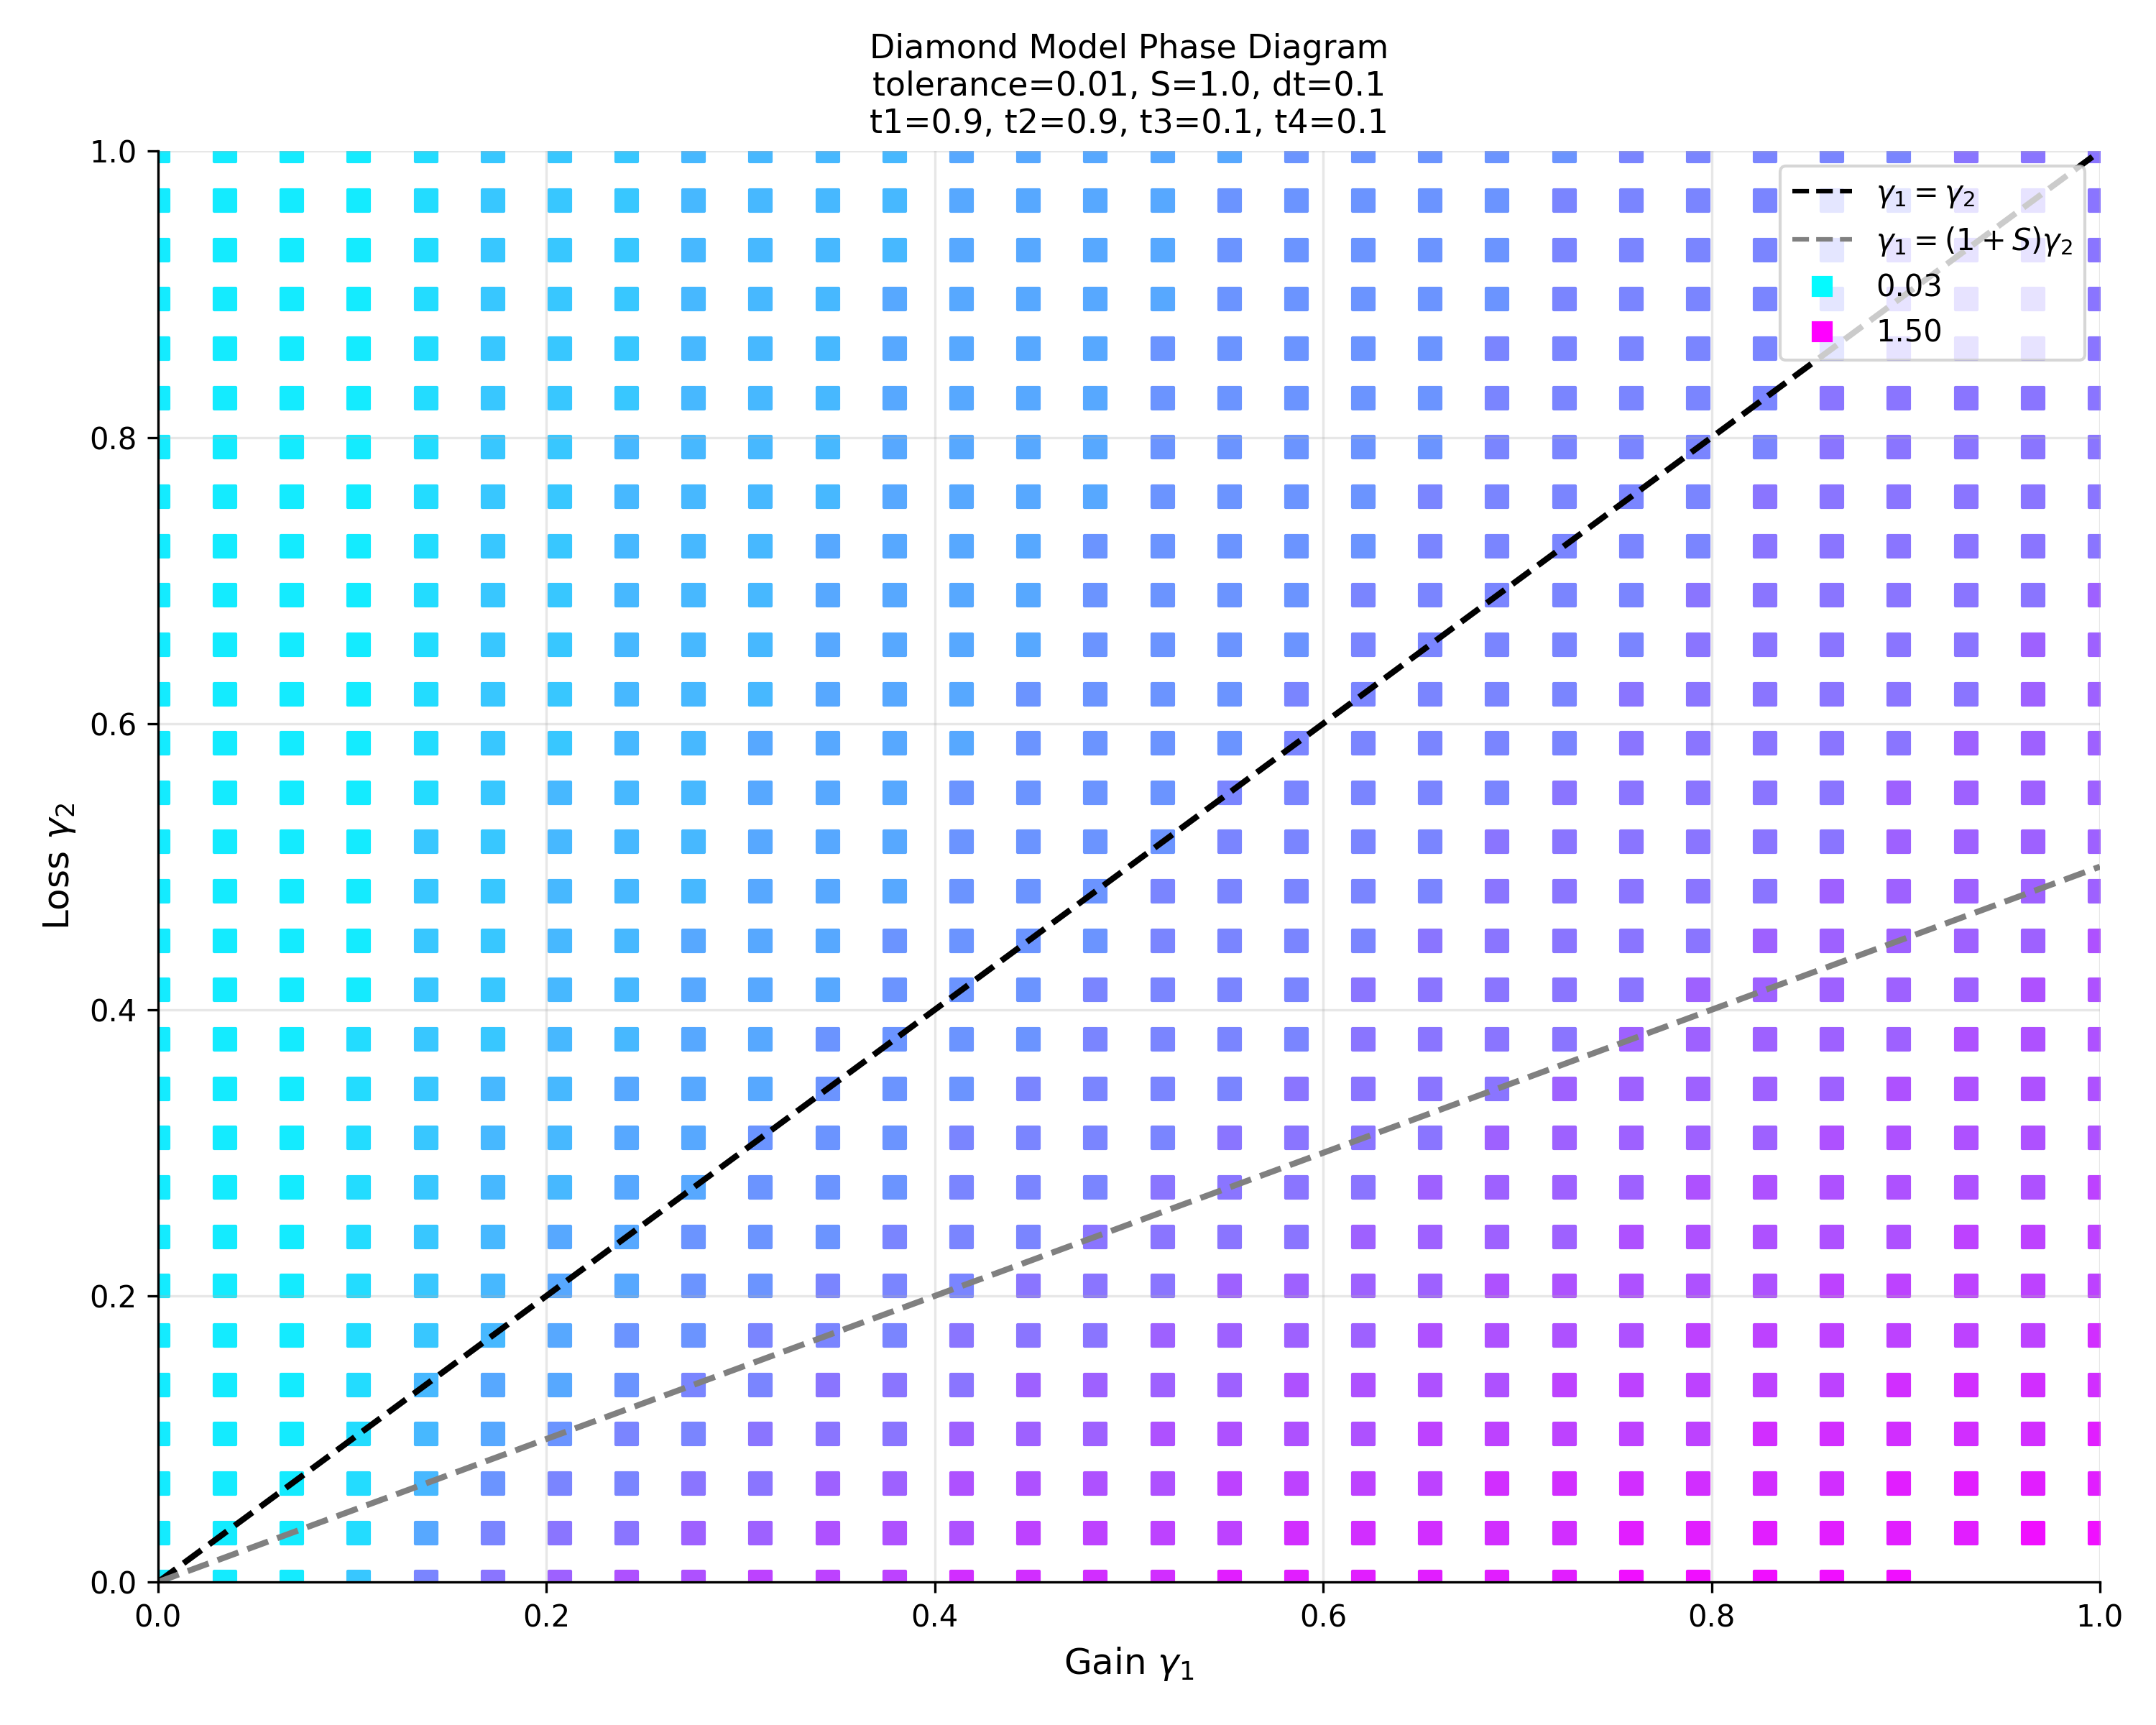 Diamond Model Phase Diagram
tolerance=0.01, S=1.0, dt=0.1
t1=0.9, t2=0.9, t3=0.1, t4=0.1
γ₁ = γ₂
γ₁ = (1 + S)γ₂
0.03
1.50
1.0
0.8
0.6
0.4
0.2
0.0
Loss γ₂
0.0 0.2 0.4 0.6 0.8 1.0
Gain γ₁